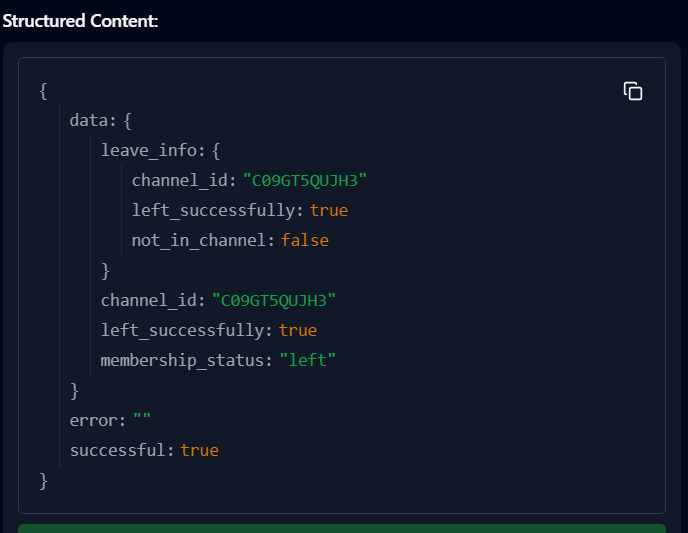 Structured Content:
{
data: {
leave_info: {
channel_id: "C09GT5QUJH3"
left_successfully: true
not_in_channel: false
}
channel_id: "C09GT5QUJH3"
left_successfully: true
membership_status: "left"
}
error: ""
successful: true
}